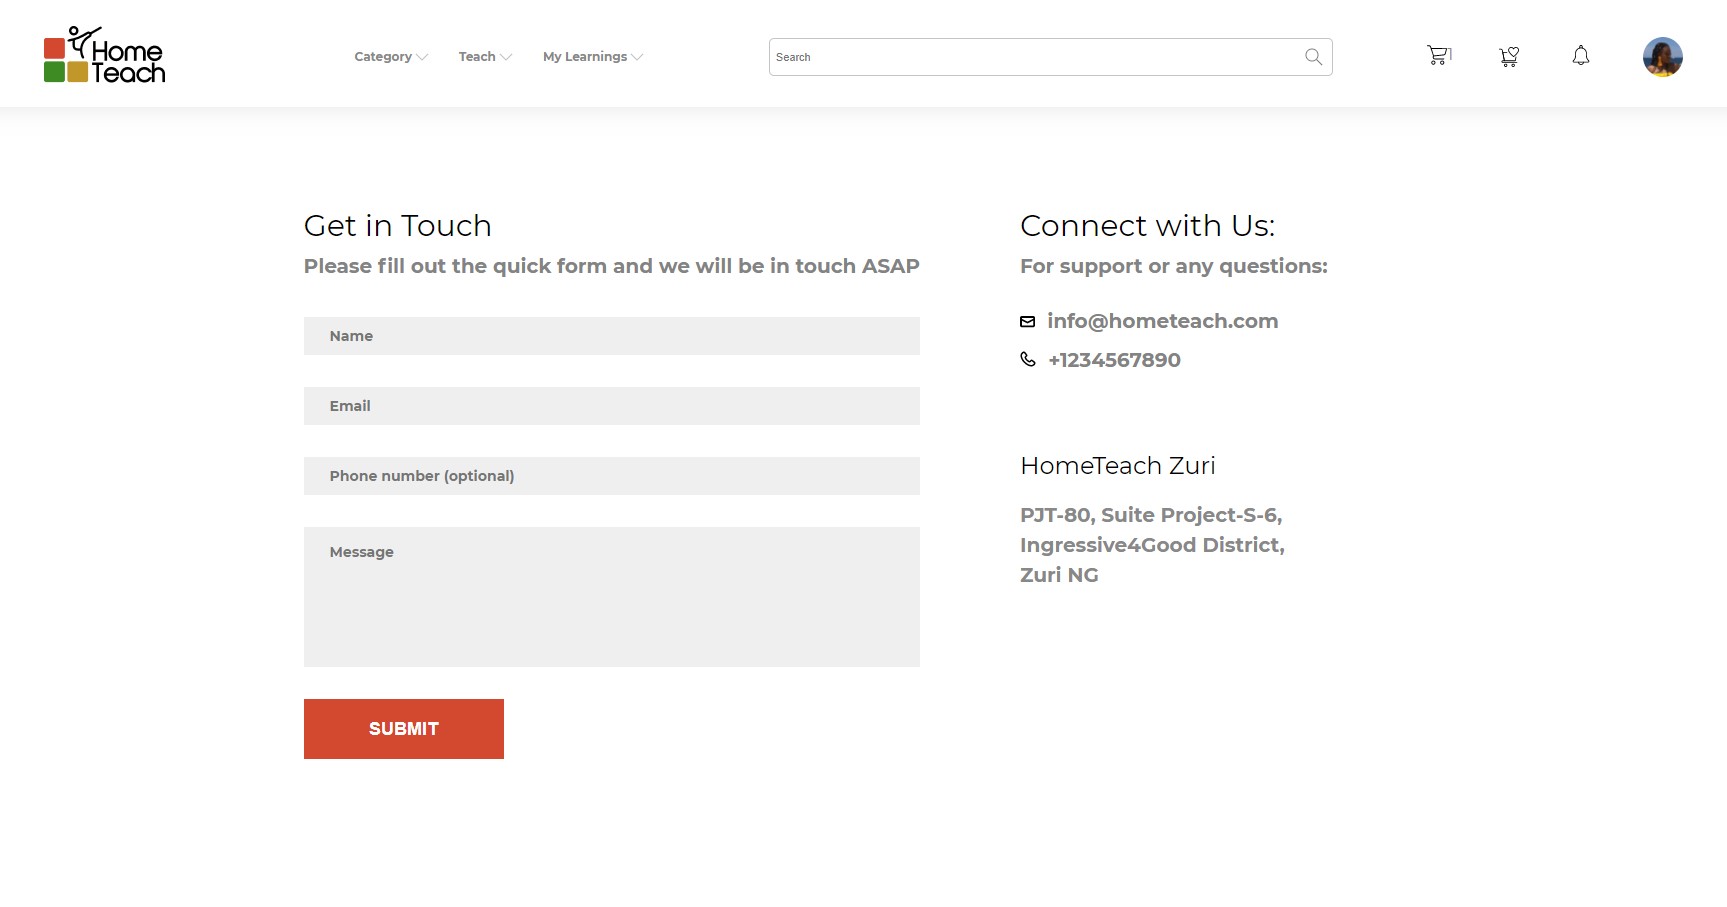 Home
Teach
Category
Teach
My Learnings
Search
Get in Touch
Please fill out the quick form and we will be in touch ASAP
Name
Email
Phone number (optional)
Message
SUBMIT
Connect with Us:
For support or any questions:
info@hometeach.com
+1234567890
HomeTeach Zuri
PJT-80, Suite Project-S-6,
Ingressive4Good District,
Zuri NG